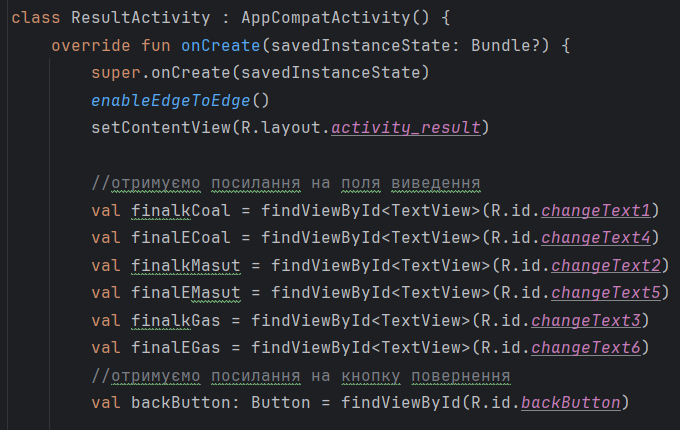 class ResultActivity : AppCompatActivity() {
override fun onCreate(savedInstanceState: Bundle?) {
super.onCreate(savedInstanceState)
enableEdgeToEdge()
setContentView(R.layout.activity_result)
//отримуємо посилання на поля виведення
val finalkCoal = findViewById<TextView>(R.id.changeText1)
val finalECoal = findViewById<TextView>(R.id.changeText4)
val finalkMasut = findViewById<TextView>(R.id.changeText2)
val finalEMasut = findViewById<TextView>(R.id.changeText5)
val finalkGas = findViewById<TextView>(R.id.changeText3)
val finalEGas = findViewById<TextView>(R.id.changeText6)
//отримуємо посилання на кнопку повернення
val backButton: Button = findViewById(R.id.backButton)